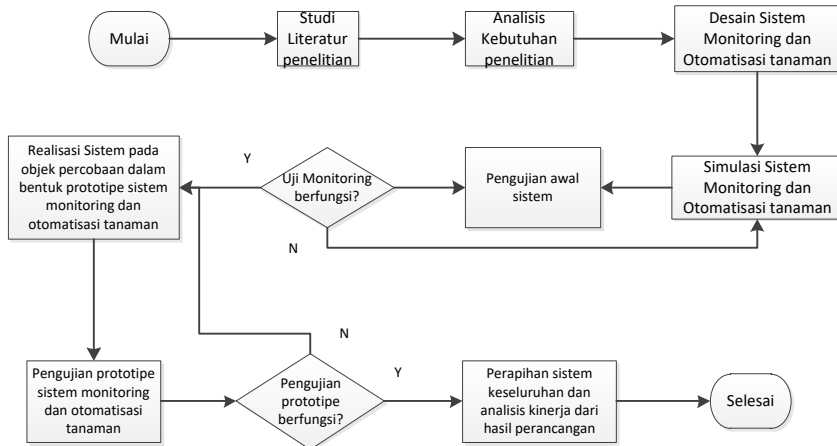 Mulai
Studi
Literatur
penelitian
Analisis
Kebutuhan
penelitian
Desain Sistem
Monitoring dan
Otomatisasi tanaman
Realisasi Sistem pada
objek percobaan dalam
bentuk prototipe sistem
monitoring dan
otomatisasi tanaman
Y
Uji Monitoring
berfungsi?
N
Pengujian awal
sistem
Simulasi Sistem
Monitoring dan
Otomatisasi tanaman
Pengujian prototipe
sistem monitoring
dan otomatisasi
tanaman
N
Pengujian
prototipe
berfungsi?
Y
Perapihan sistem
keseluruhan dan
analisis kinerja dari
hasil perancangan
Selesai